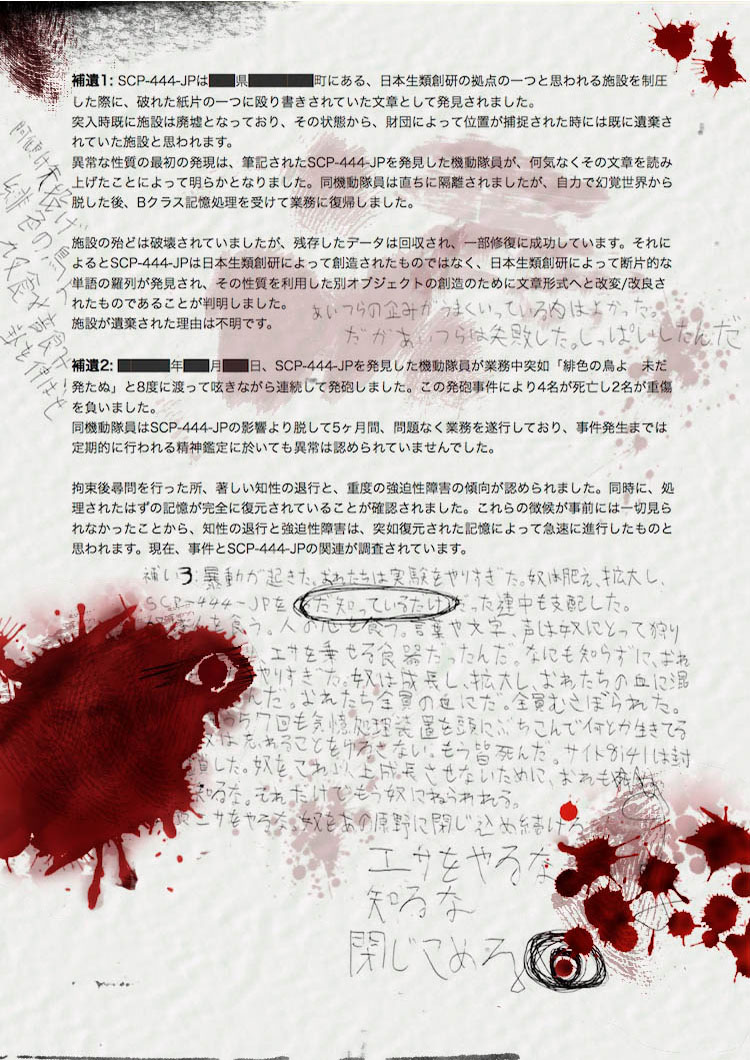 補遺1: SCP-444-JPは県町にある、日本生類創研の拠点の一つと思われる施設を制圧
した際に、破れた紙片の一つに殴り書きされていた文章として発見されました。
突入時既に施設は廃墟となっており、その状態から、財団によって位置が捕捉された時には既に遺棄さ
れていた施設と思われます。
異常な性質の最初の発現は、筆記されたSCP-444-JPを発見した機動隊員が、何気なくその文章を読み
上げたことによって明らかとなりました。同機動隊員は直ちに隔離されましたが、自力で幻覚世界から
脱した後、Bクラス記憶処理を受けて業務に復帰しました。
施設の殆どは破壊されていましたが、残存したデータは回収され、一部修復に成功しています。それに
よるとSCP-444-JPは日本生類創研によって創造されたものではなく、日本生類創研によって断片的な
単語の羅列が発見され、その性質を利用した別オブジェクトの創造のために文章形式へと改変/改良さ
れたものであることが判明しました。
あいつらの企みがうまくいっている内はよかった。
施設が遺棄された理由は不明です。
だがあいつらは失敗した。しっぱいしたんだ
緋色の鳥よ
補遺2: 年月日、SCP-444-JPを発見した機動隊員が業務中突如「緋色の鳥よ　未だ
発たぬ」と8度に渡って呟きながら連続して発砲しました。この発砲事件により4名が死亡し2名が重傷
を負いました。
同機動隊員はSCP-444-JPの影響より脱して5ヶ月間、問題なく業務を遂行しており、事件発生までは
定期的に行われる精神鑑定に於いても異常は認められていませんでした。
拘束後尋問を行った所、著しい知性の退行と、重度の強迫性障害の傾向が認められました。同時に、処
理されたはずの記憶が完全に復元されていることが確認されました。これらの徴候が事前には一切見ら
れなかったことから、知性の退行と強迫性障害は、突如復元された記憶によって急速に進行したものと
思われます。現在、事件とSCP-444-JPの関連が調査されています。
補い3:暴動が起きた。おれたちは実験をやりすぎた。奴は肥え、拡大し、
SCP-444-JPをただ知っているだけだった連中も支配した。
を食う。人の心を食う。言葉や文字、声は奴にとって狩り
エサを乗せる食器だったんだ。なにも知らずに、おれ
やりすぎた。奴は成長し、拡大し、おれたちの血に混
んだ。おれたち全員の血にだ。全員むさぼられた。
57回も気憶処理装置を頭にぶちこんで何とか生きてる
忘れることをゆるさない。もう皆死んだ。サイト8141は封
した。奴をこれ以上成長させないために、おれも
知るな。それだけでもう奴にねらわれる。
エサをやるな、奴をあの原野に閉じ込め続けろ
エサをやるな
知るな
閉じこめろ